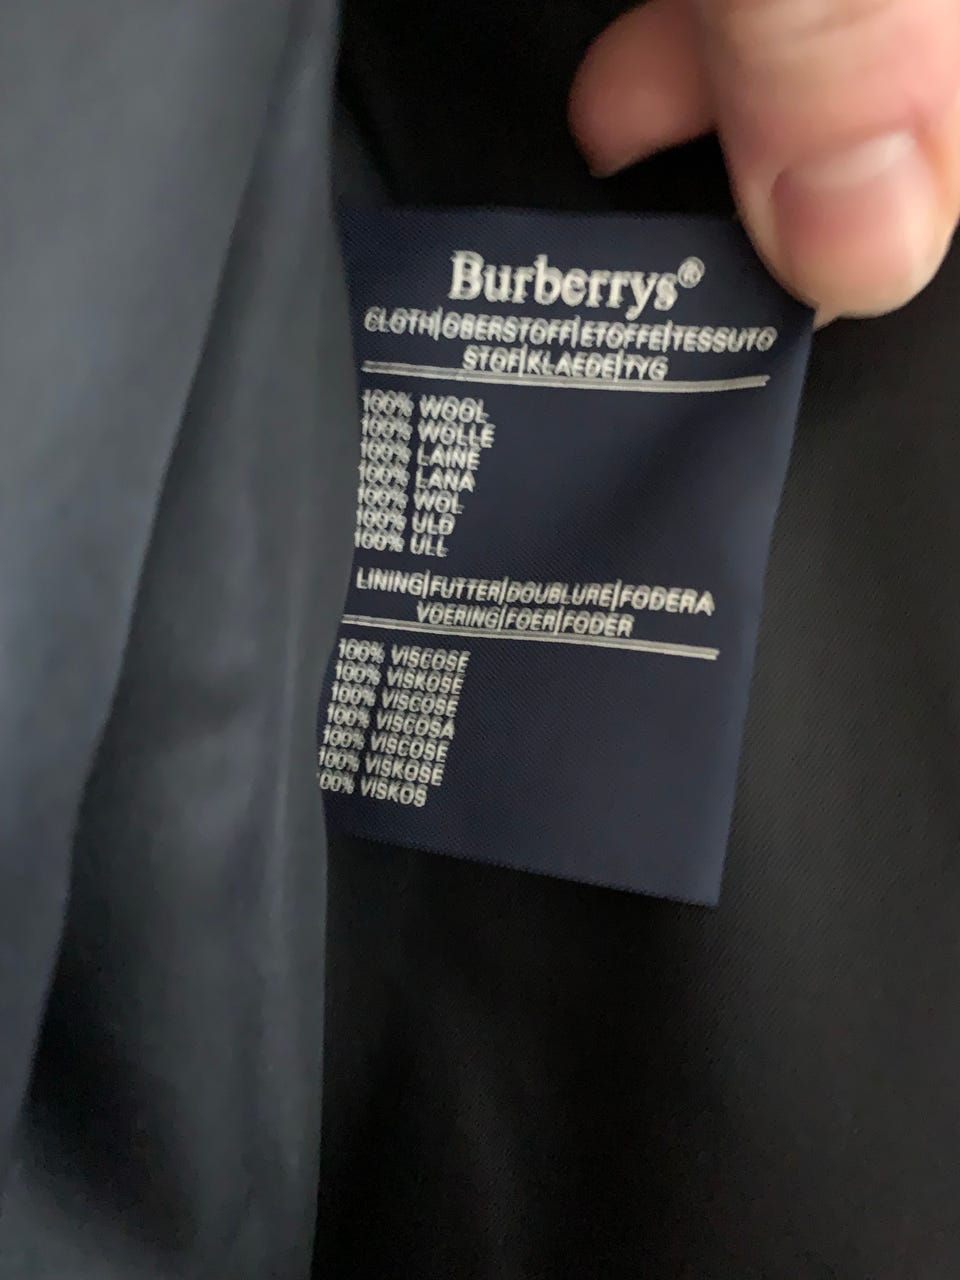 Burberrys®
CLOTH|OBERSTOFF|ETOFFE|TESSUTO
STOF|KLAEDE|TYG
100% WOOL
100% WOLLE
100% LAINE
100% LANA
100% WOL
100% ULD
100% ULL
LINING|FUTTER|DOUBLURE|FODERA
VOERING|FOER|FODER
100% VISCOSE
100% VISKOSE
100% VISCOSE
100% VISCOSA
100% VISCOSE
100% VISKOSE
00% VISKOS